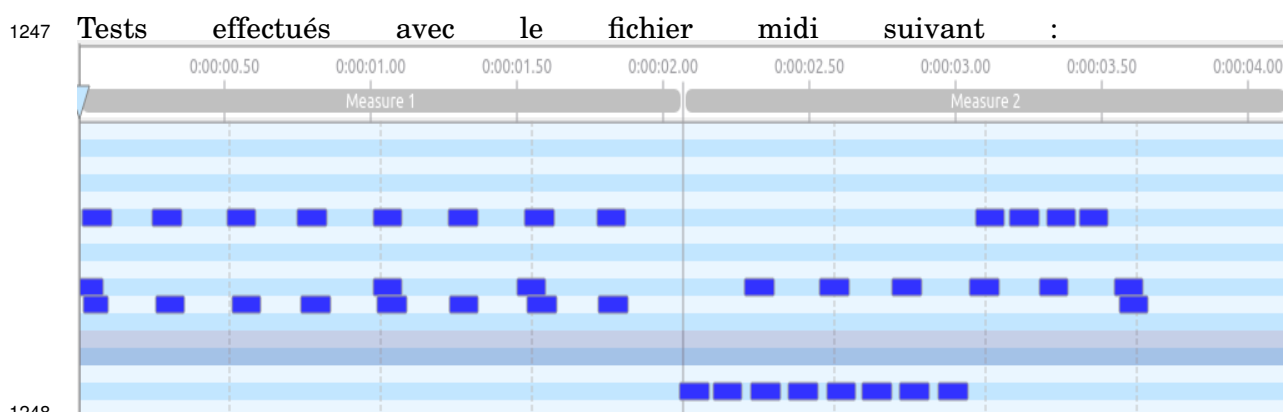 1247 Tests effectués avec le fichier midi suivant :
0:00:00.50 0:00:01.00 0:00:01.50 0:00:02.00 0:00:02.50 0:00:03.00 0:00:03.50 0:00:04.00
Measure 1 Measure 2
1248